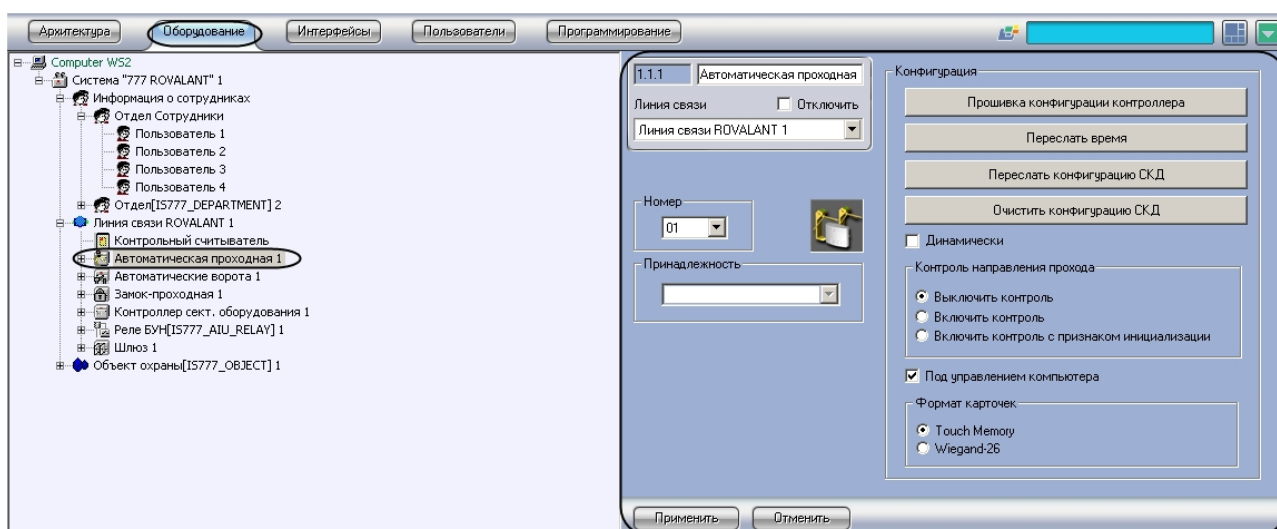 Архитектура
Оборудование
Интерфейсы
Пользователи
Программирование
Computer WS2
Система "777 ROVALANT" 1
Информация о сотрудниках
Отдел Сотрудники
Пользователь 1
Пользователь 2
Пользователь 3
Пользователь 4
Отдел[IS777_DEPARTMENT] 2
Линия связи ROVALANT 1
Контрольный считыватель
Автоматическая проходная 1
Автоматические ворота 1
Замок-проходная 1
Контроллер сект. оборудования 1
Реле БУН[IS777_AIU_RELAY] 1
Шлюз 1
Объект охраны[IS777_OBJECT] 1
1.1.1
Автоматическая проходная
Линия связи
Отключить
Линия связи ROVALANT 1
Номер
01
Принадлежность
Конфигурация
Прошивка конфигурации контроллера
Переслать время
Переслать конфигурацию СКД
Очистить конфигурацию СКД
Динамически
Контроль направления прохода
Выключить контроль
Включить контроль
Включить контроль с признаком инициализации
Под управлением компьютера
Формат карточек
Touch Memory
Wiegand-26
Применить
Отменить